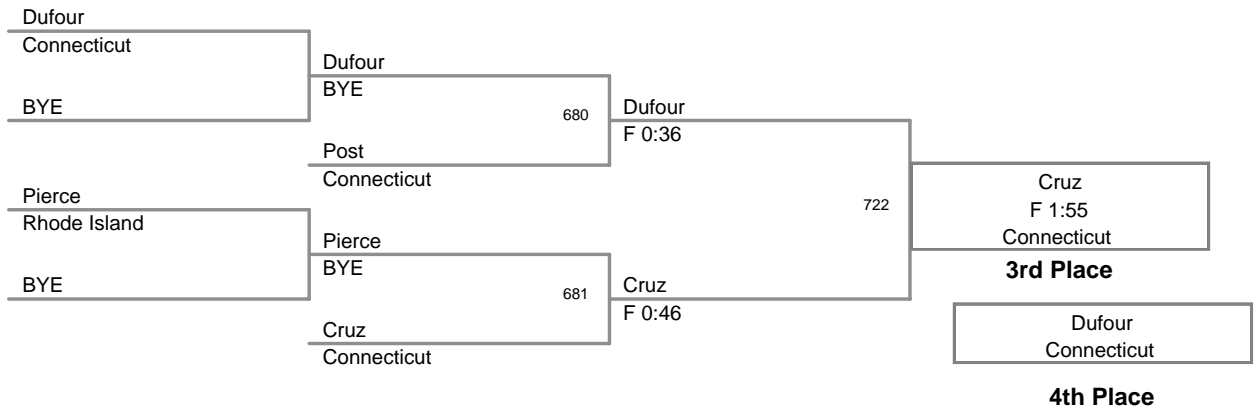 Dufour
Connecticut
BYE
Pierce
Rhode Island
BYE
Dufour
BYE
680
Post
Connecticut
Pierce
BYE
681
Cruz
Connecticut
Dufour
F 0:36
722
Cruz
F 0:46
Cruz
F 1:55
Connecticut
3rd Place
Dufour
Connecticut
4th Place